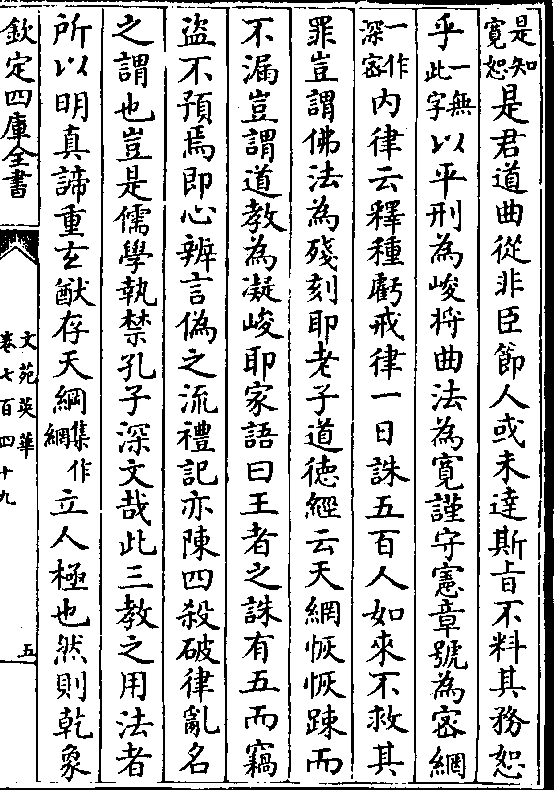 是知寛恕是君道曲從非臣節人或未達斯旨不料其務恕
乎一無此字以平刑為峻将曲法為寛謹守憲章號為宻網
一作深宻内律云釋種虧戒律一日誅五百人如來不救其
罪豈謂佛法為殘刻耶老子道徳經云天網恢恢踈而
不漏豈謂道教為凝峻耶家語曰王者之誅有五而竊
盜不預焉即心辨言偽之流禮記亦陳四殺破律亂名
之謂也豈是儒學執禁孔子深文哉此三教之用法者
所以明真諦重玄猷存天綱集作網立人極也然則乾象
欽定四庫全書
文苑英華
卷七百四十九
五